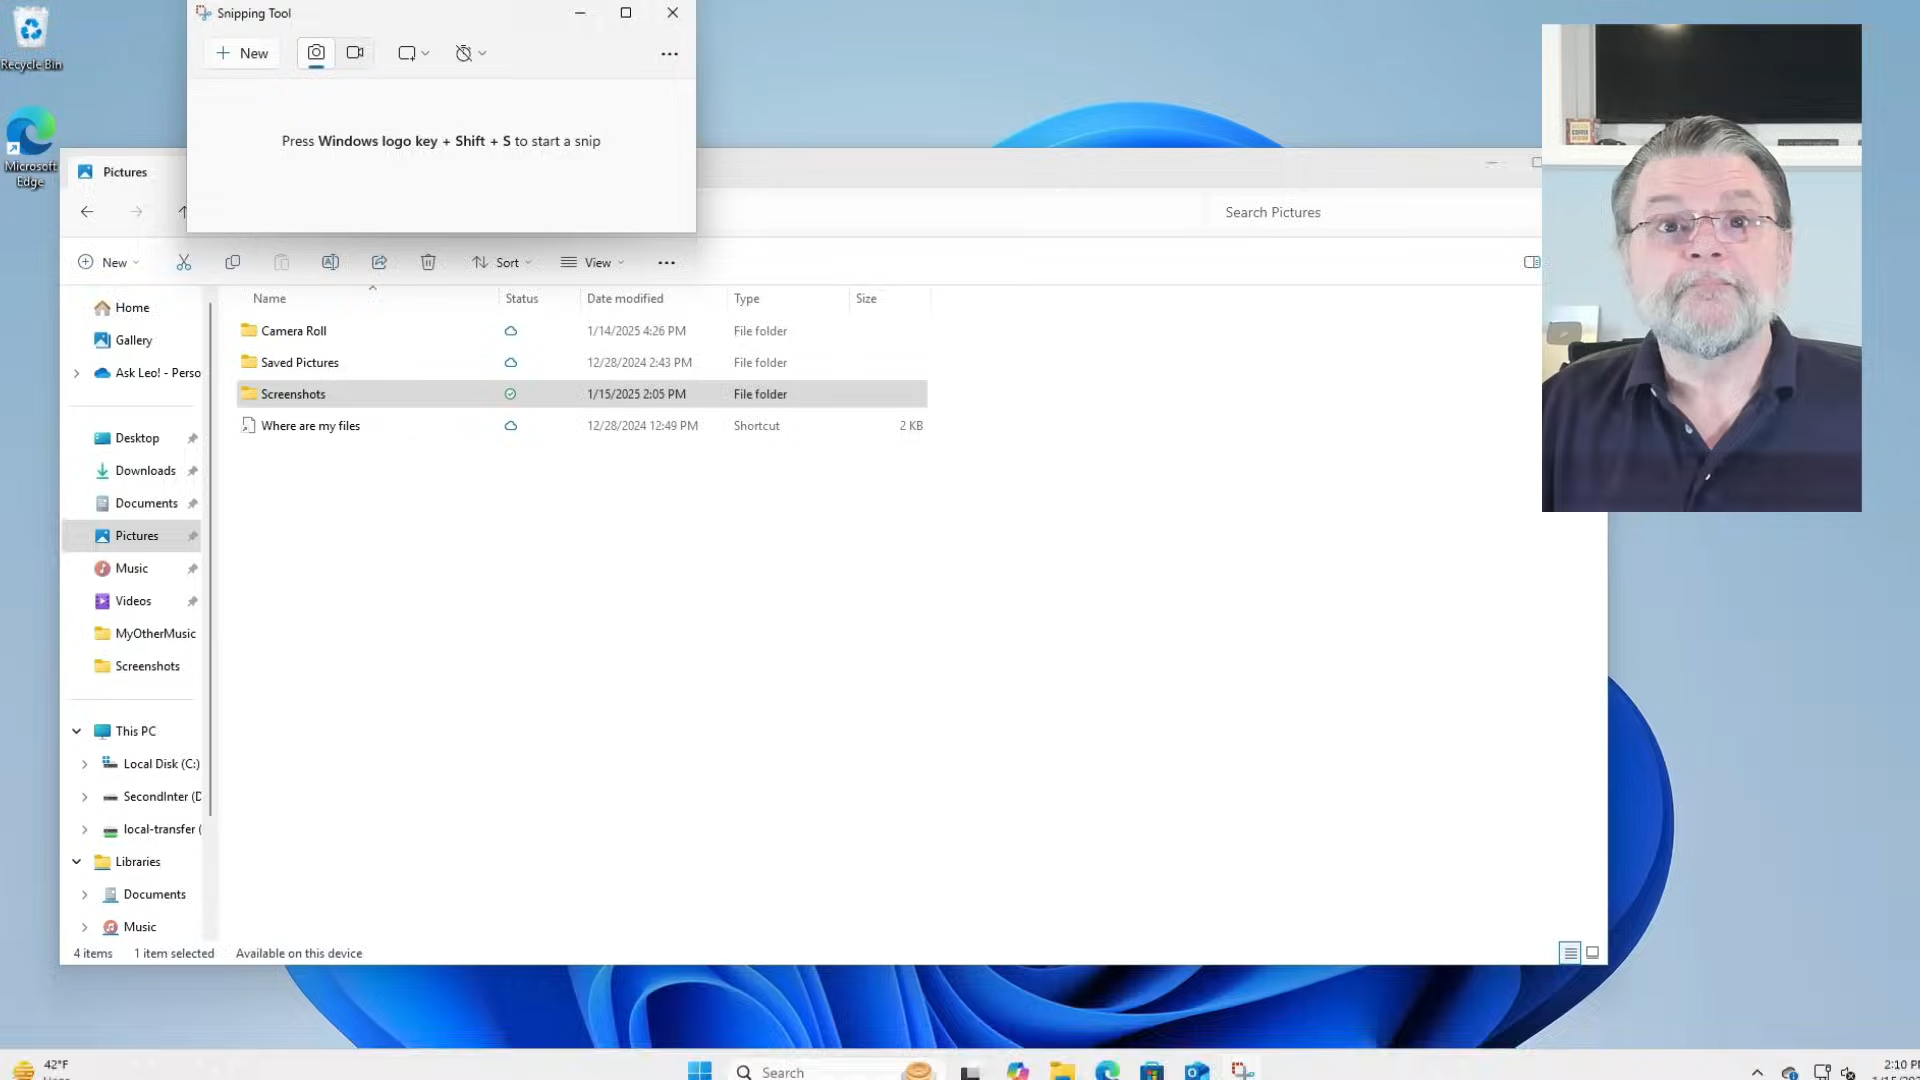 Snipping Tool
Recycle Bin
New
Press Windows logo key + Shift + S to start a snip
Microsoft
Edge
Pictures
Search Pictures
New
Sort
View
Name Status Date modified Type Size
Camera Roll 1/14/2025 4:26 PM File folder
Saved Pictures 12/28/2024 2:43 PM File folder
Screenshots 1/15/2025 2:05 PM File folder
Where are my files 12/28/2024 12:49 PM Shortcut 2 KB
Home
Gallery
Ask Leo! - Perso
Desktop
Downloads
Documents
Pictures
Music
Videos
MyOtherMusic
Screenshots
This PC
Local Disk (C:)
SecondInter (D
local-transfer (
Libraries
Documents
Music
4 items 1 item selected Available on this device
42°F
Search
2:10 P